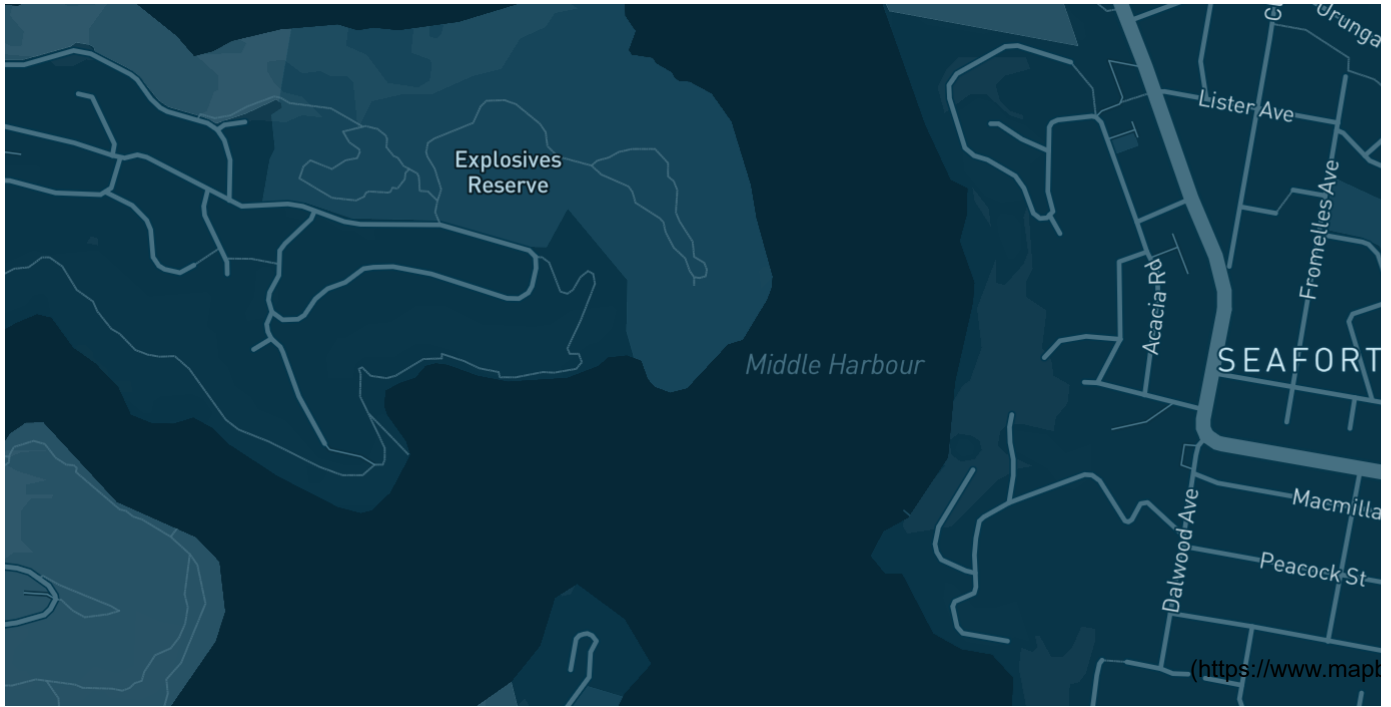 Urunga
Lister Ave
Explosives
Reserve
Fromelles Ave
Acacia Rd
Middle Harbour
SEAFORT
Macmilla
Dalwood Ave
Peacock St
(https://www.mapb